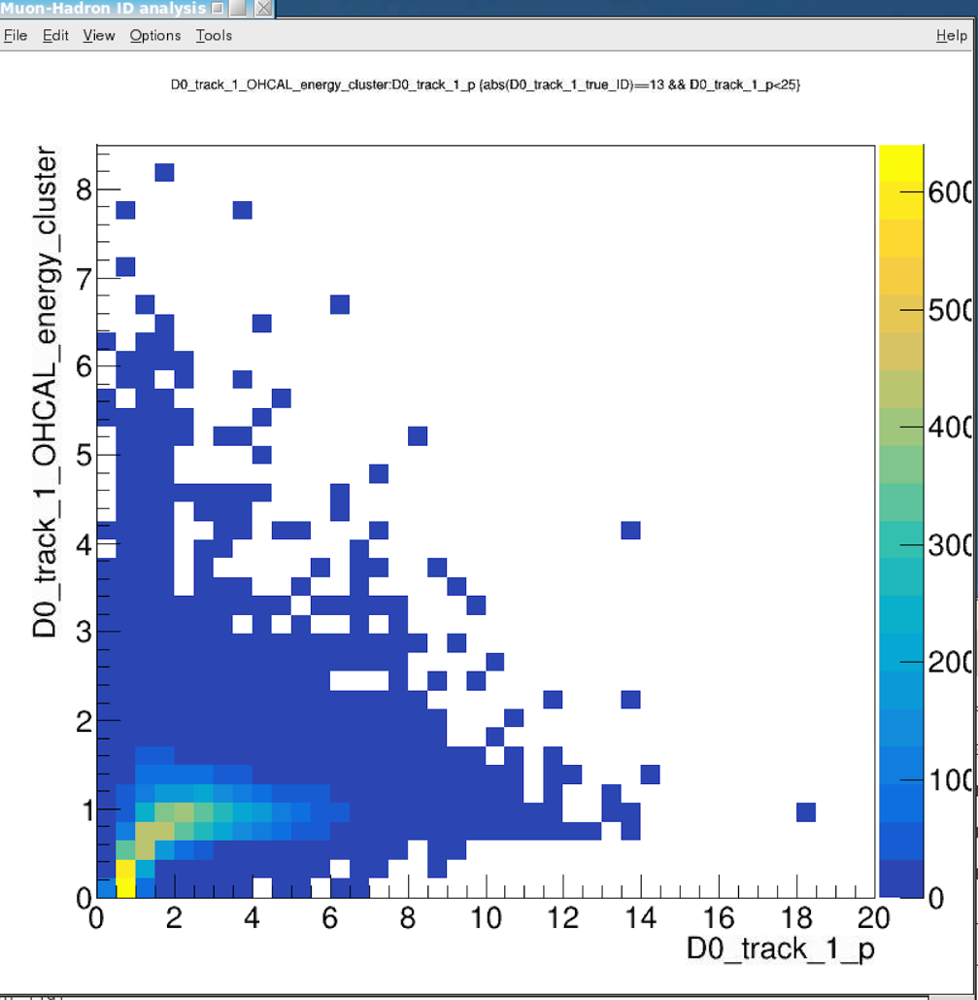 Muon-Hadron ID analysis
File Edit View Options Tools Help
D0_track_1_OHCAL_energy_cluster:D0_track_1_p {abs(D0_track_1_true_ID)==13 && D0_track_1_p<25}
D0_track_1_OHCAL_energy_cluster
8
7
6
5
4
3
2
1
0
0 2 4 6 8 10 12 14 16 18 20
D0_track_1_p
600
500
400
300
200
100
0